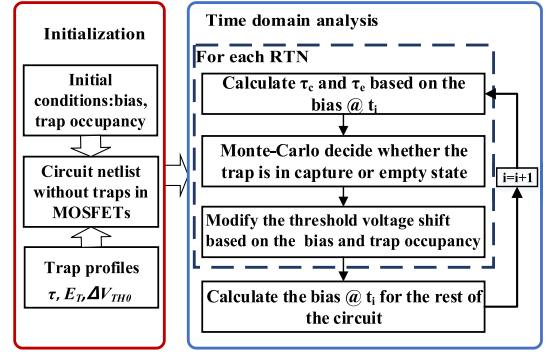 Initialization
Initial
conditions:bias,
trap occupancy
Circuit netlist
without traps in
MOSFETs
Trap profiles
τ, E_T,ΔV_TH0
Time domain analysis
For each RTN
Calculate τ_c and τ_e based on the
bias @ t_i
Monte-Carlo decide whether the
trap is in capture or empty state
Modify the threshold voltage shift
based on the bias and trap occupancy
Calculate the bias @ t_i for the rest of
the circuit
i=i+1